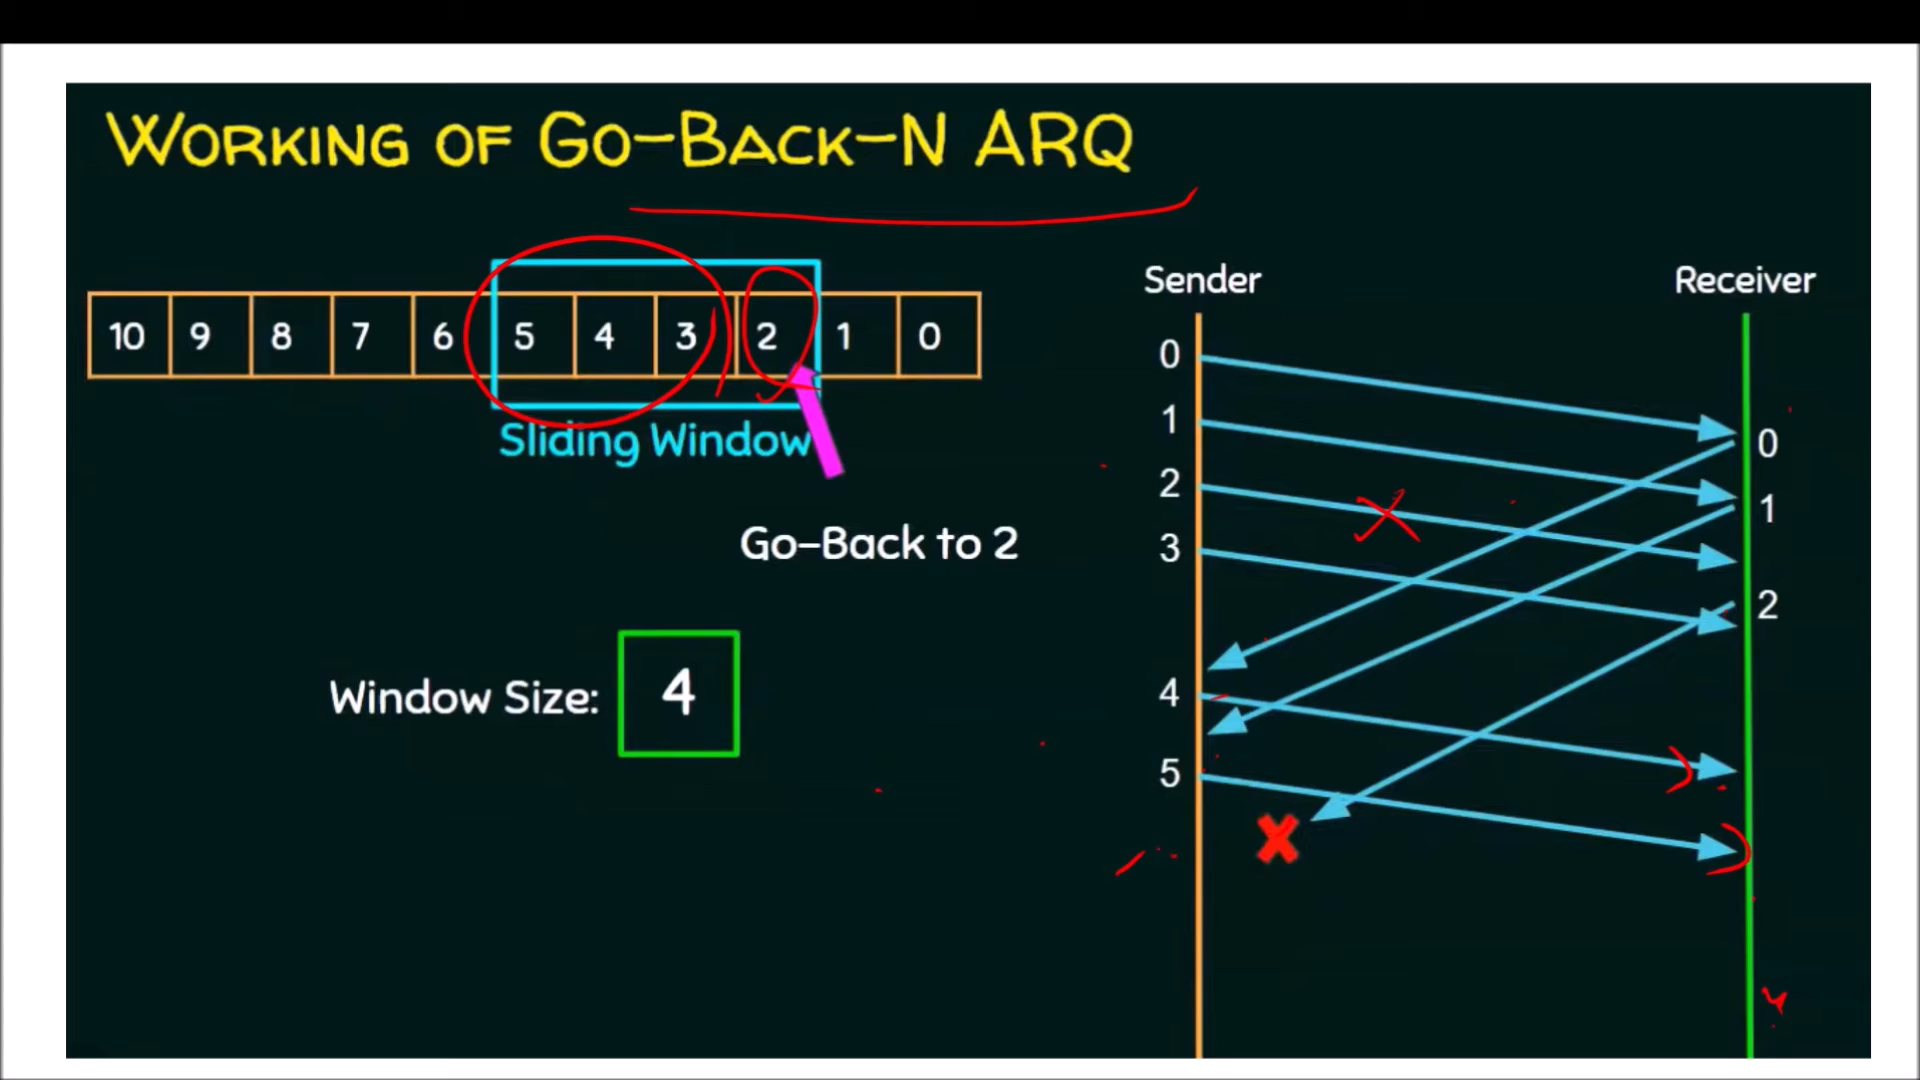 WORKING OF GO-BACK-N ARQ
10 9 8 7 6 5 4 3 2 1 0
Sliding Window
Go-Back to 2
Window Size: 4
Sender Receiver
0
1
2
3
4
5
0
1
2